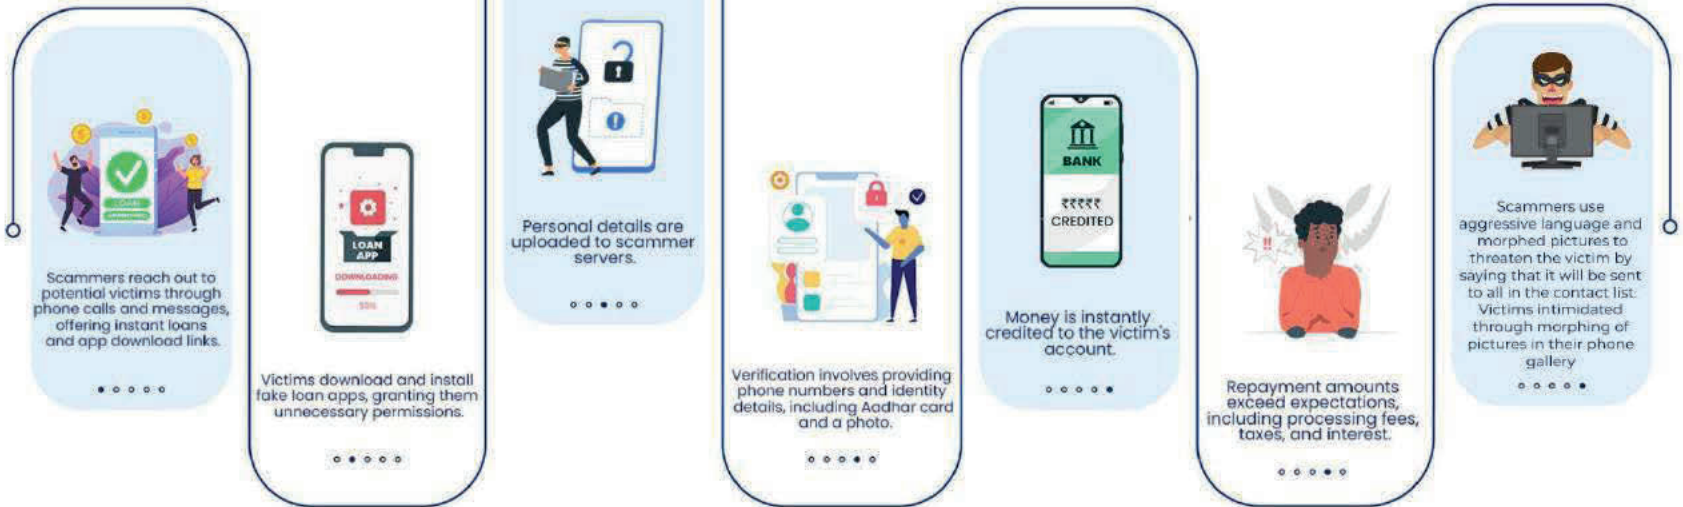 Scammers reach out to
potential victims through
phone calls and messages,
offering instant loans
and app download links.
LOAN
LOAN
APP
DOWNLOADING
55%
Victims download and install
fake loan apps, granting them
unnecessary permissions.
Personal details are
uploaded to scammer
servers.
Verification involves providing
phone numbers and identity
details, including Aadhar card
and a photo.
BANK
₹₹₹₹₹
CREDITED
Money is instantly
credited to the victim's
account.
!!
Repayment amounts
exceed expectations,
including processing fees,
taxes, and interest.
Scammers use
aggressive language and
morphed pictures to
threaten the victim by
saying that it will be sent
to all in the contact list.
Victims intimidated
through morphing of
pictures in their phone
gallery